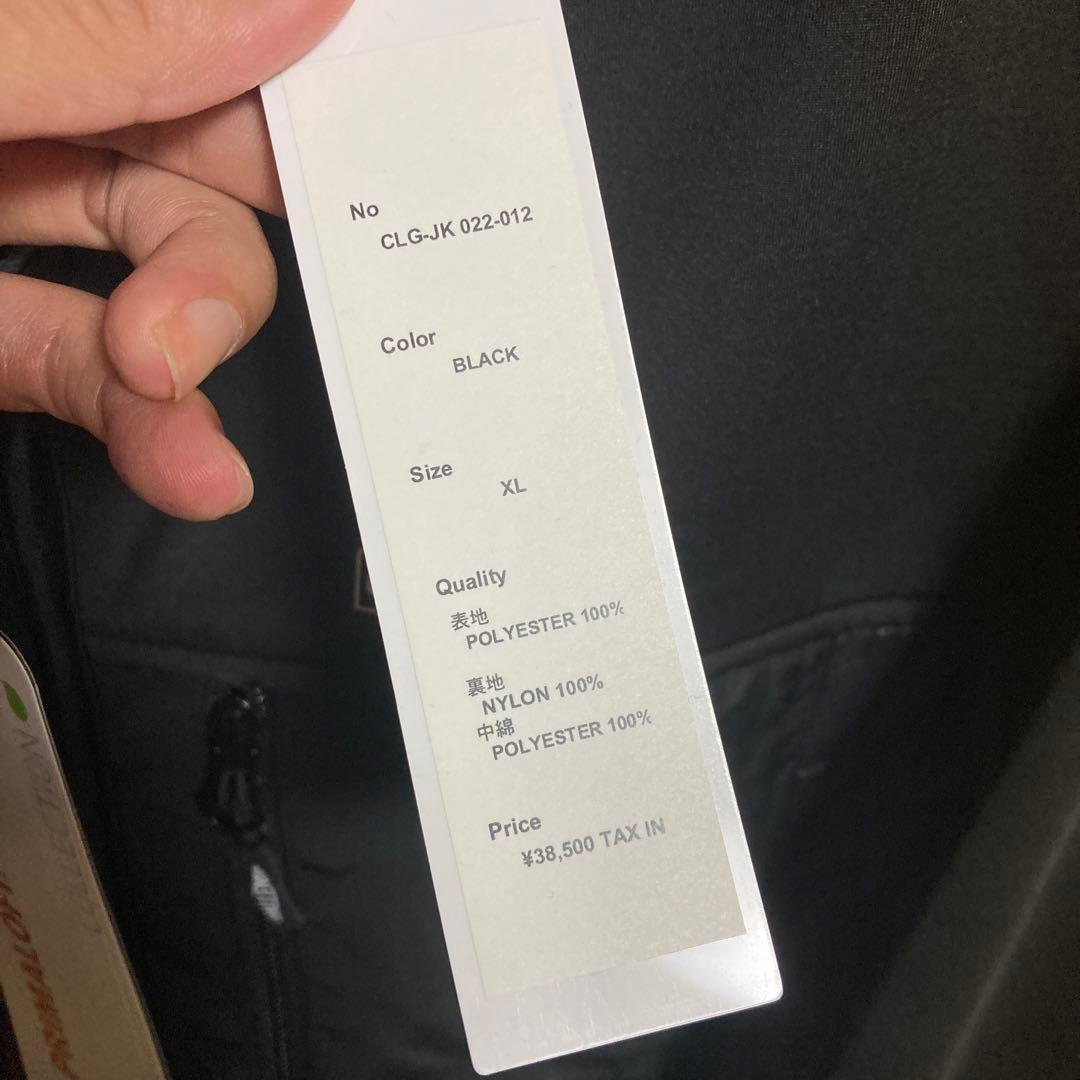 No
CLG-JK 022-012
Color
BLACK
Size
XL
Quality
表地
POLYESTER 100%
裏地
NYLON 100%
中綿
POLYESTER 100%
Price
¥38,500 TAX IN
COLLECTION